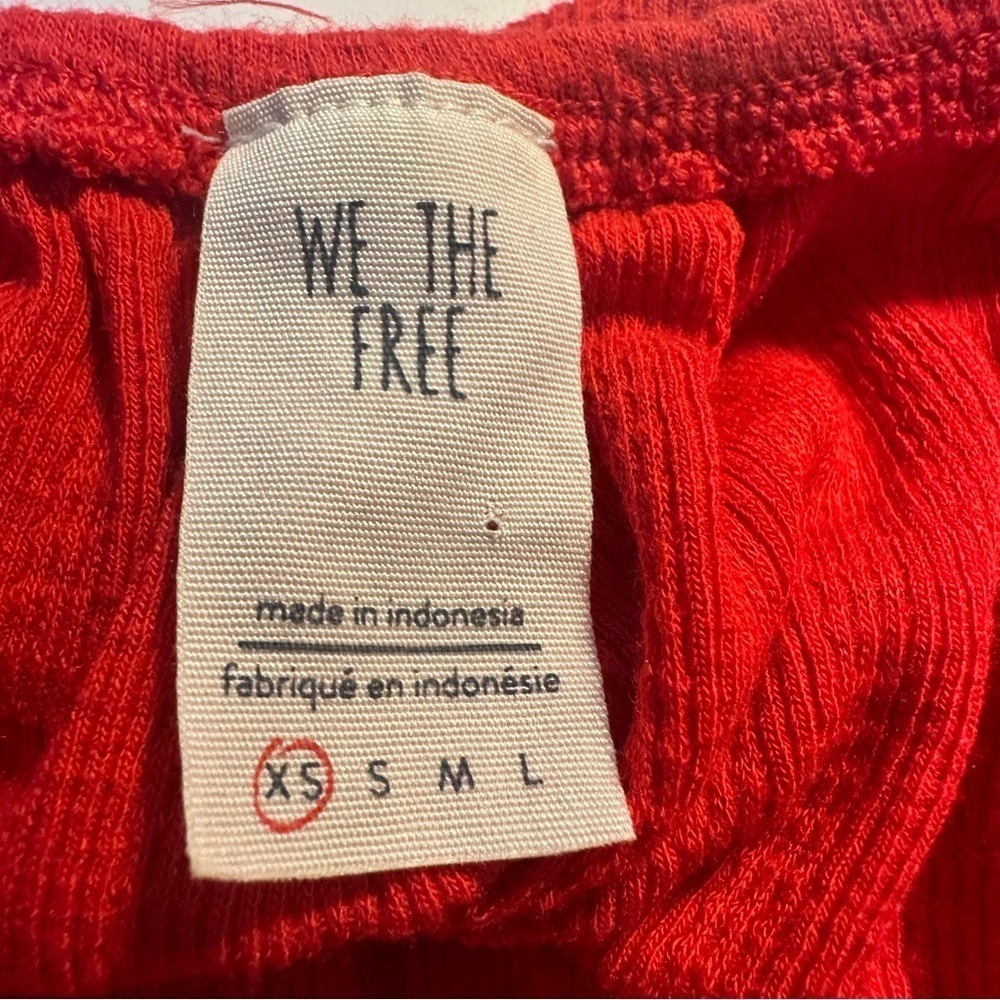 WE THE
FREE
made in indonesia
fabriqué en indonésie
XS S M L